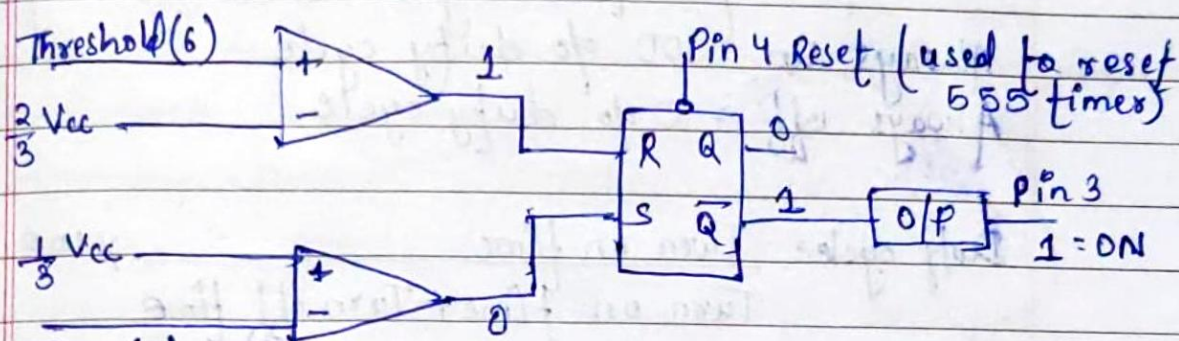 Threshold(6)
1
Pin 4 Reset (used to reset
555 timer)
2/3 Vcc
+
-
R Q 0
S Q̅ 1
O/P
Pin 3
1 = ON
1/3 Vcc
+
-
0